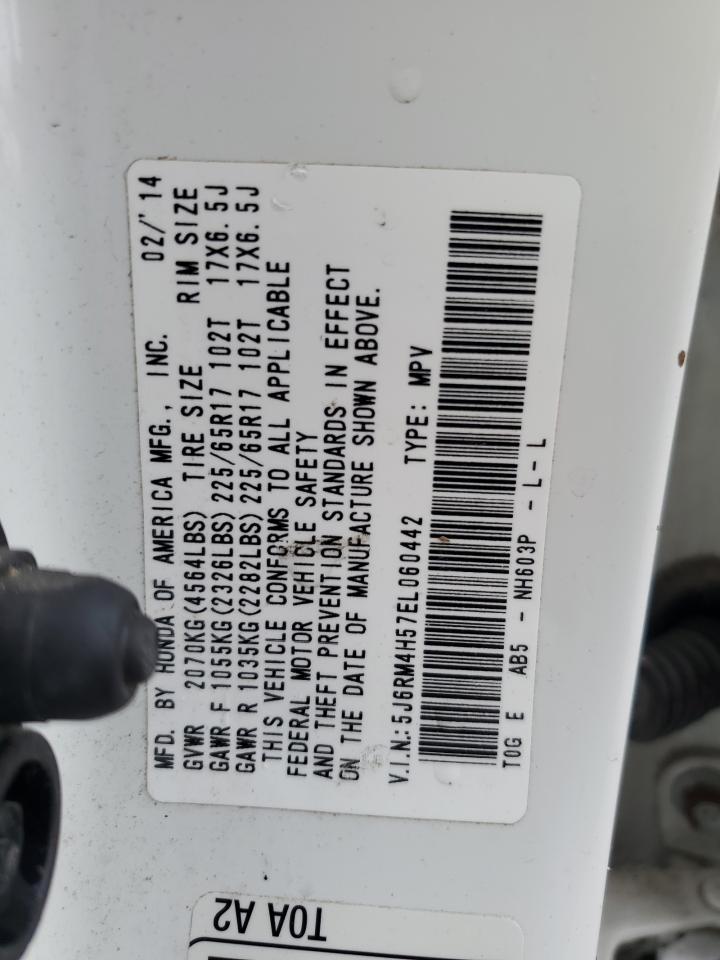 MFD. BY HONDA OF AMERICA MFG., INC. 02/'14
GVWR 2070KG(4564LBS) TIRE SIZE RIM SIZE
GAWR F 1055KG(2326LBS) 225/65R17 102T 17X6.5J
GAWR R 1035KG(2282LBS) 225/65R17 102T 17X6.5J
THIS VEHICLE CONFORMS TO ALL APPLICABLE
FEDERAL MOTOR VEHICLE SAFETY
AND THEFT PREVENTION STANDARDS IN EFFECT
ON THE DATE OF MANUFACTURE SHOWN ABOVE.
V.I.N.: 5J6RM4H57EL060442 TYPE: MPV
T0G E AB5 - NH603P - L - L
T0A A2